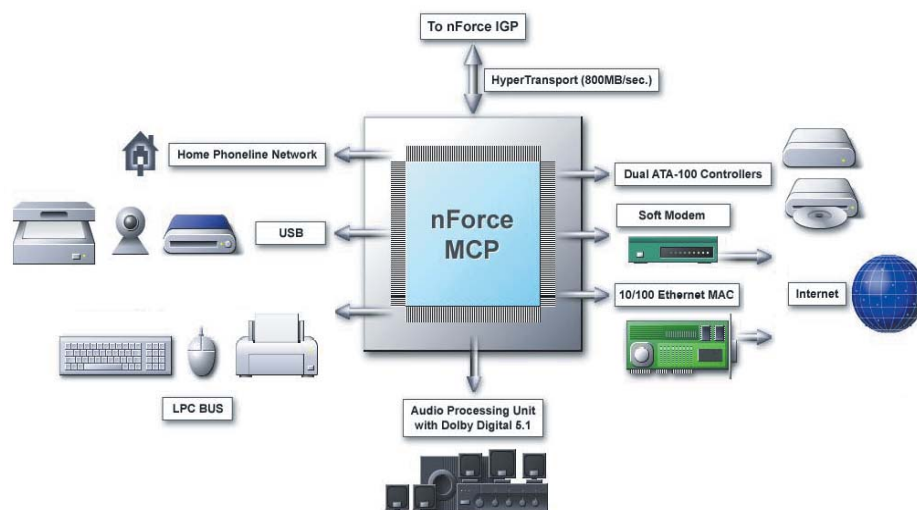 To nForce IGP
HyperTransport (800MB/sec.)
Home Phoneline Network
Dual ATA-100 Controllers
nForce
MCP
Soft Modem
USB
10/100 Ethernet MAC
Internet
LPC BUS
Audio Processing Unit
with Dolby Digital 5.1